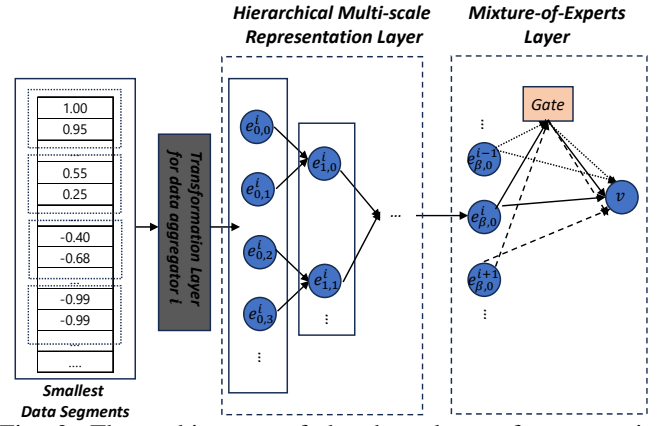 Hierarchical Multi-scale
Representation Layer
Mixture-of-Experts
Layer
1.00
0.95
0.55
0.25
-0.40
-0.68
-0.99
-0.99
...
....
Smallest
Data Segments
Transformation Layer
for data aggregator i
e^i_{0,0}
e^i_{0,1}
e^i_{0,2}
e^i_{0,3}
...
e^i_{1,0}
e^i_{1,1}
...
...
Gate
...
e^{i-1}_{β,0}
e^i_{β,0}
e^{i+1}_{β,0}
...
v